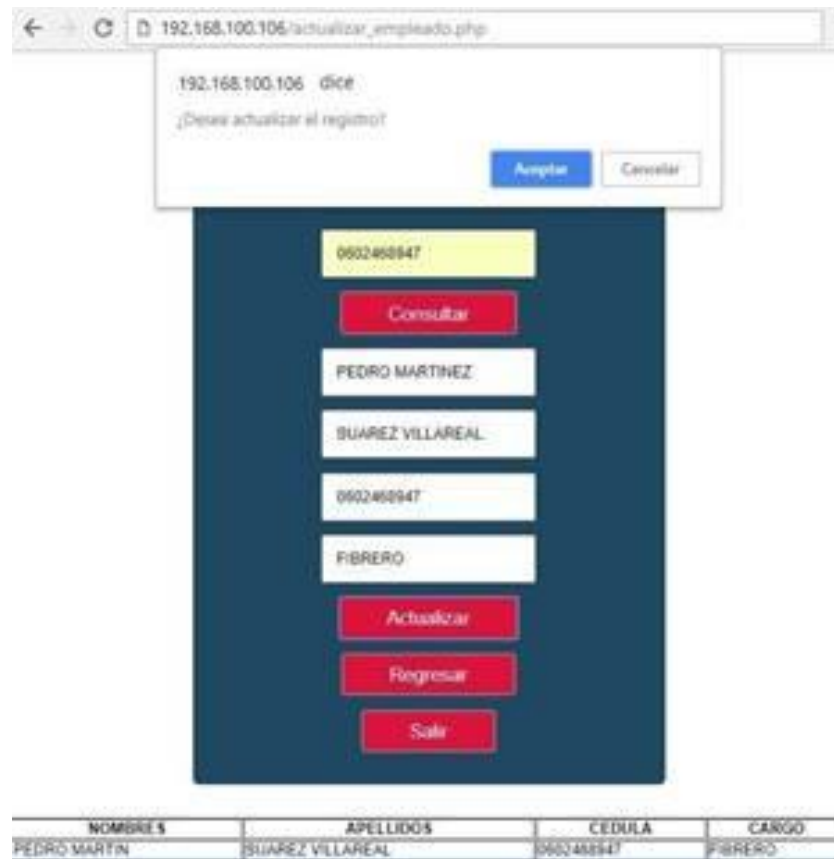 192.168.100.106/actualizar_empleado.php
192.168.100.106 dice
¿Desea actualizar el registro?
Aceptar Cancelar
0602468947
Consultar
PEDRO MARTINEZ
SUAREZ VILLAREAL
0602468947
FIBRERO
Actualizar
Regresar
Salir
NOMBRES APELLIDOS CEDULA CARGO
PEDRO MARTIN SUAREZ VILLAREAL 0602468947 FIBRERO